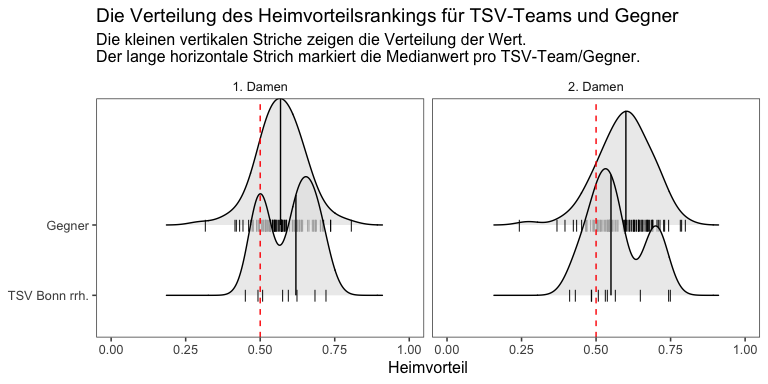 Die Verteilung des Heimvorteilsrankings für TSV-Teams und Gegner
Die kleinen vertikalen Striche zeigen die Verteilung der Wert.
Der lange horizontale Strich markiert die Medianwert pro TSV-Team/Gegner.
1. Damen
2. Damen
Gegner
TSV Bonn rrh.
0.00 0.25 0.50 0.75 1.00
0.00 0.25 0.50 0.75 1.00
Heimvorteil